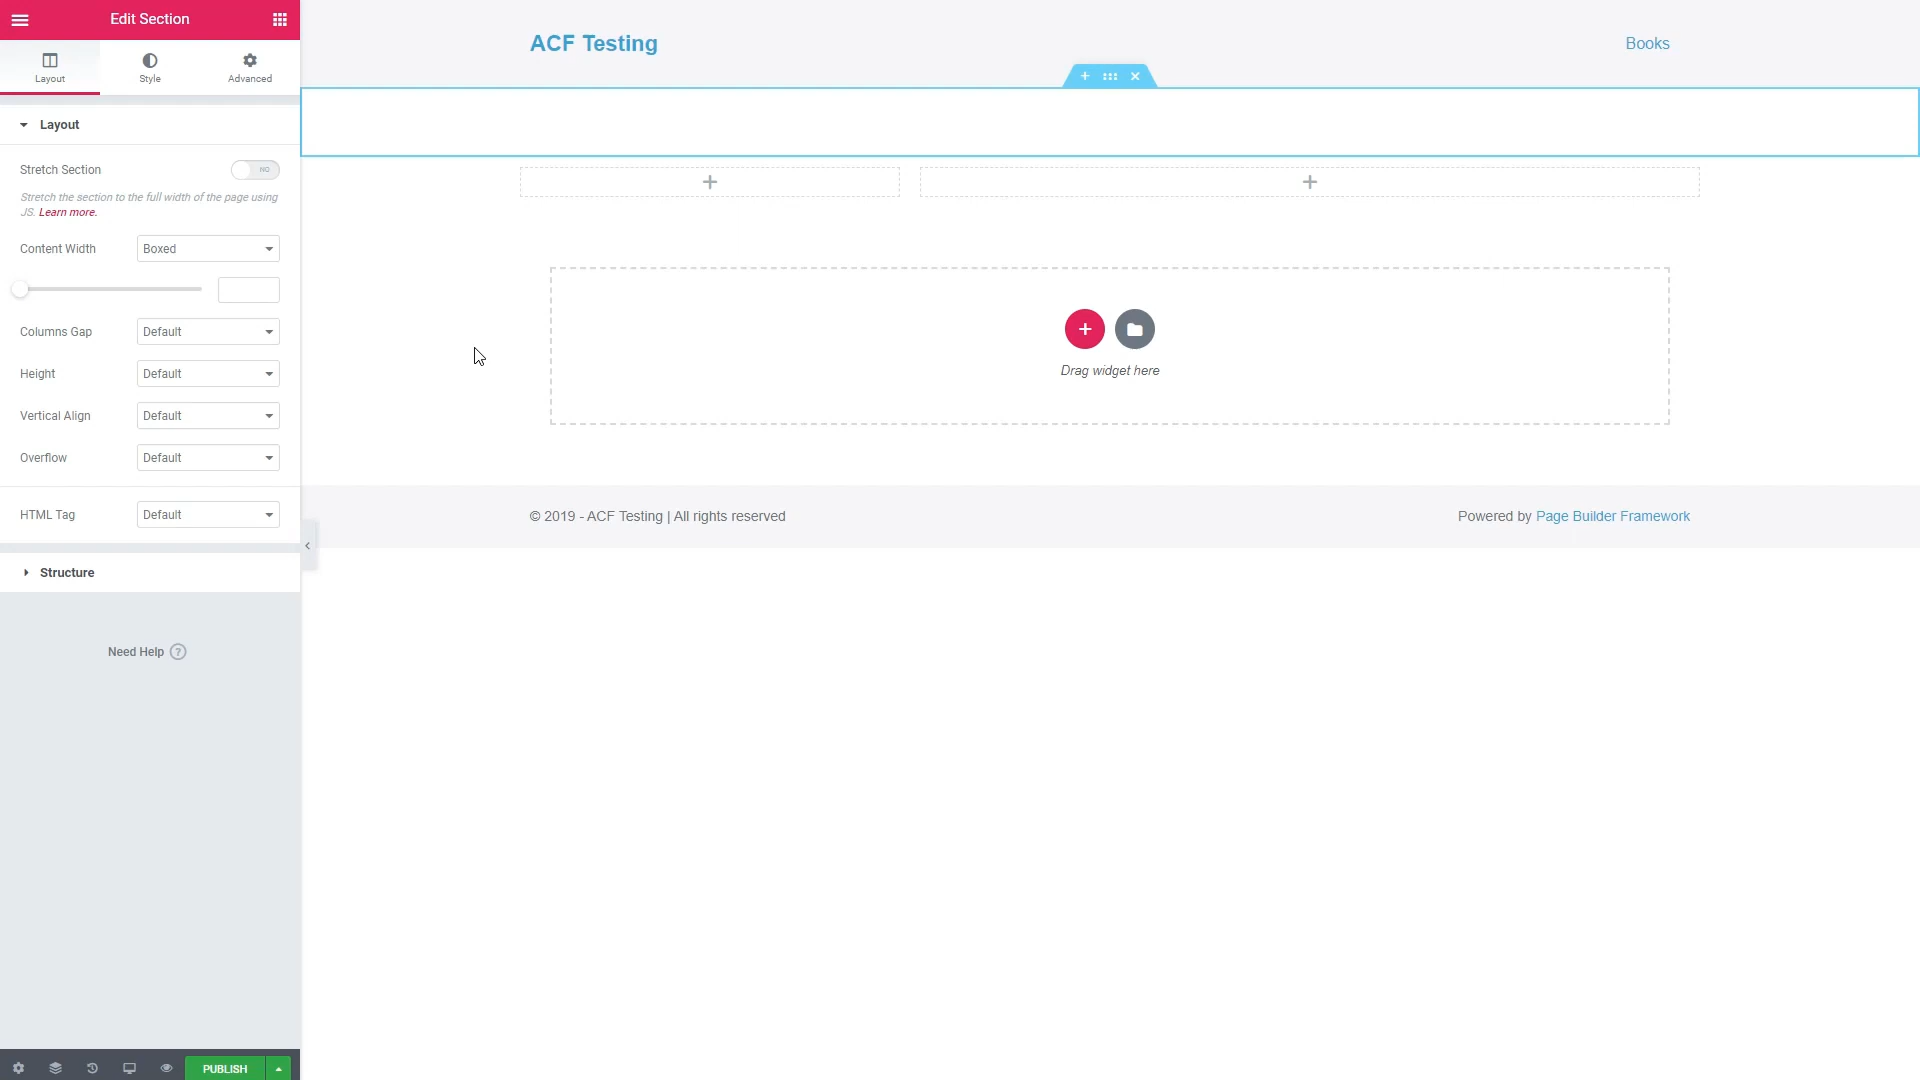 Edit Section
Layout
Style
Advanced
Layout
Stretch Section
NO
Stretch the section to the full width of the page using
JS. Learn more.
Content Width
Boxed
Columns Gap
Default
Height
Default
Vertical Align
Default
Overflow
Default
HTML Tag
Default
Structure
Need Help ?
PUBLISH
ACF Testing
Books
Drag widget here
© 2019 - ACF Testing | All rights reserved
Powered by Page Builder Framework